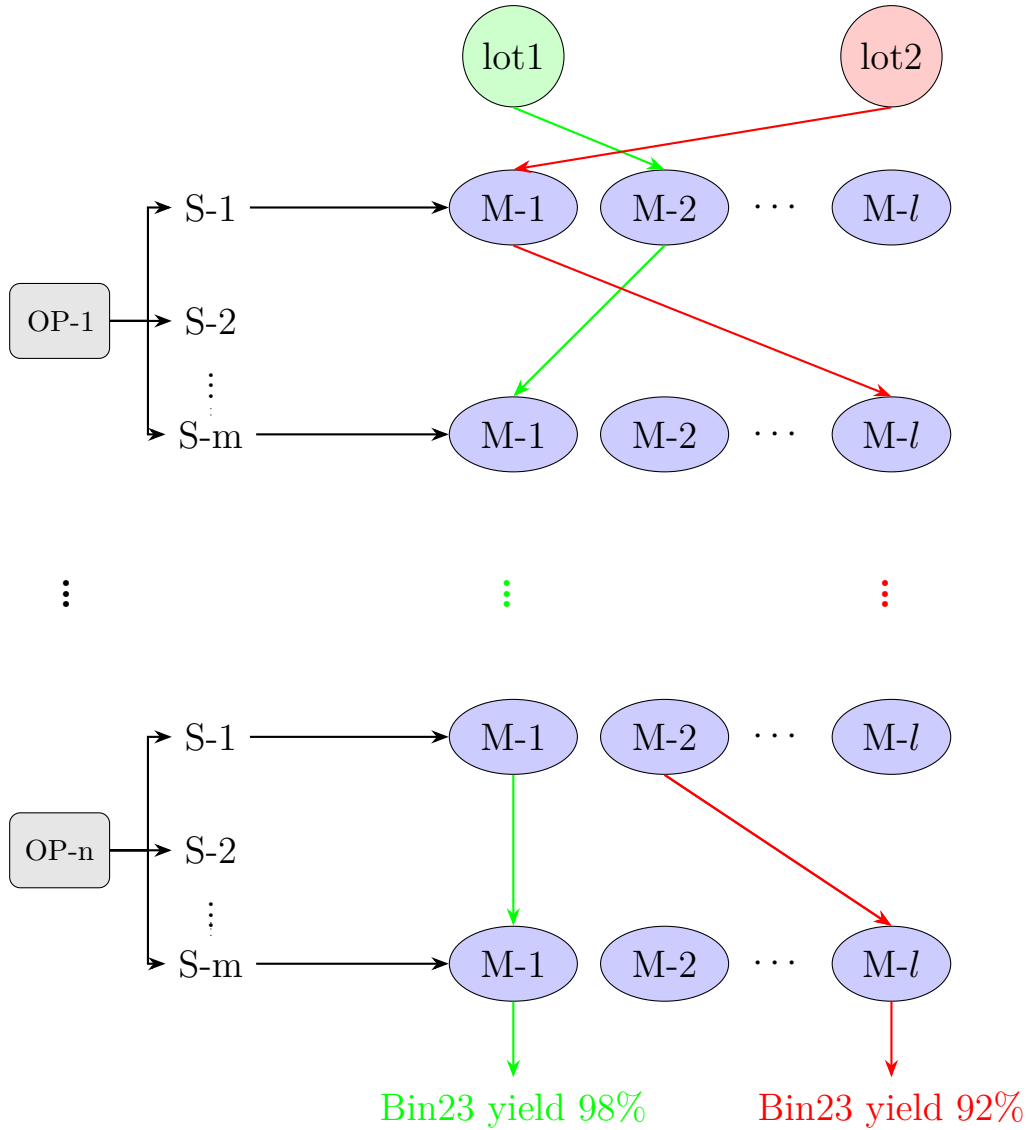 lot1 lot2
S-1 M-1 M-2 ··· M-l
OP-1 S-2
⋮
S-m M-1 M-2 ··· M-l
⋮ ⋮ ⋮
S-1 M-1 M-2 ··· M-l
OP-n S-2
⋮
S-m M-1 M-2 ··· M-l
Bin23 yield 98% Bin23 yield 92%